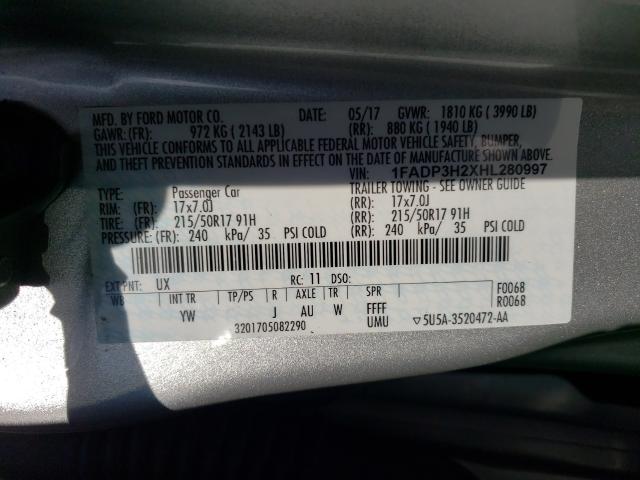 MFD. BY FORD MOTOR CO. DATE: 05/17 GVWR: 1810 KG ( 3990 LB)
GAWR: (FR): 972 KG ( 2143 LB) (RR): 880 KG ( 1940 LB)
THIS VEHICLE CONFORMS TO ALL APPLICABLE FEDERAL MOTOR VEHICLE SAFETY, BUMPER,
AND THEFT PREVENTION STANDARDS IN EFFECT ON THE DATE OF MANUFACTURE SHOWN ABOVE.
VIN: 1FADP3H2XHL280997
TYPE: Passenger Car TRAILER TOWING - SEE OWNER GUIDE
RIM: (FR): 17x7.0J (RR): 17x7.0J
TIRE: (FR): 215/50R17 91H (RR): 215/50R17 91H
PRESSURE: (FR): 240 kPa/ 35 PSI COLD (RR): 240 kPa/ 35 PSI COLD
EXT PNT: UX RC: 11 DSO: F0068
WB INT TR TP/PS R AXLE TR SPR R0068
YW J AU W FFFF
3201705082290 UMU ▽5U5A-3520472-AA